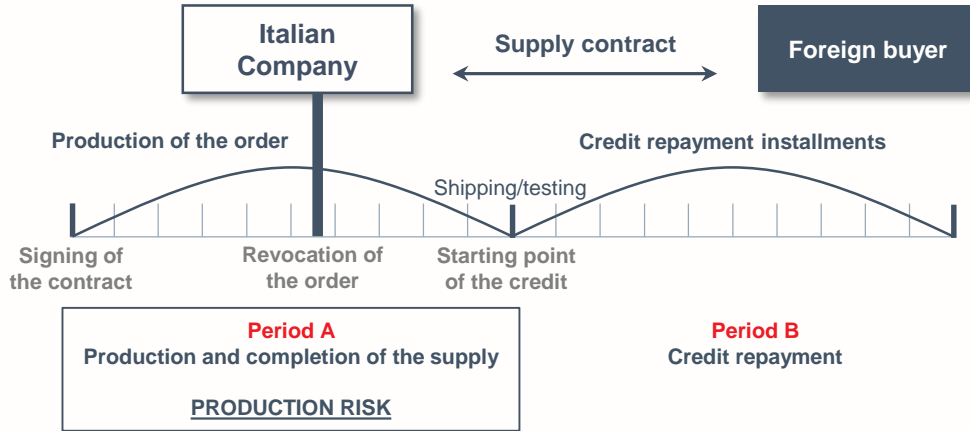 Italian
Company
Supply contract
Foreign buyer
Production of the order
Credit repayment installments
Shipping/testing
Signing of
the contract
Revocation of
the order
Starting point
of the credit
Period A
Production and completion of the supply
PRODUCTION RISK
Period B
Credit repayment